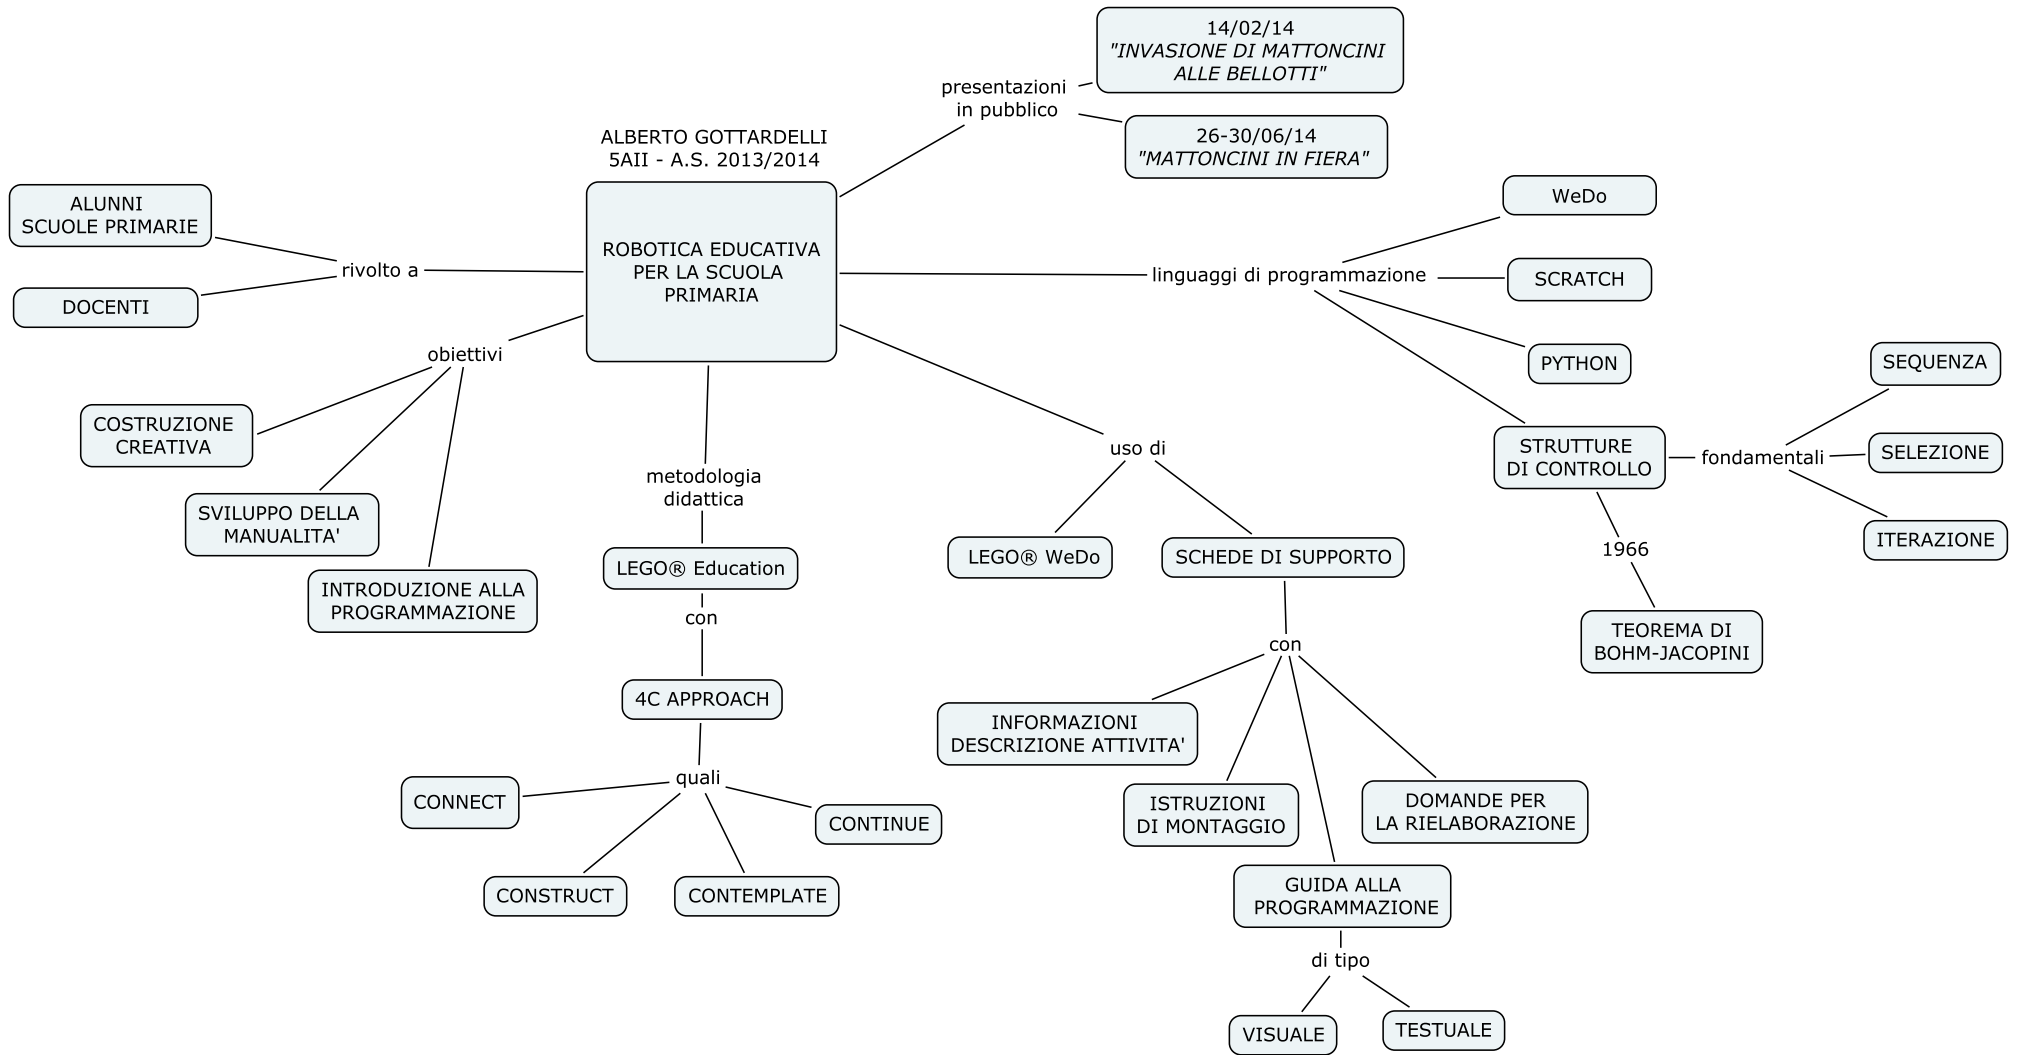 14/02/14
"INVASIONE DI MATTONCINI
ALLE BELLOTTI"
presentazioni
in pubblico
26-30/06/14
"MATTONCINI IN FIERA"
ALBERTO GOTTARDELLI
5AII - A.S. 2013/2014
ROBOTICA EDUCATIVA
PER LA SCUOLA
PRIMARIA
ALUNNI
SCUOLE PRIMARIE
rivolto a
DOCENTI
obiettivi
COSTRUZIONE
CREATIVA
SVILUPPO DELLA
MANUALITA'
INTRODUZIONE ALLA
PROGRAMMAZIONE
metodologia
didattica
LEGO® Education
con
4C APPROACH
quali
CONNECT
CONSTRUCT
CONTEMPLATE
CONTINUE
uso di
LEGO® WeDo
SCHEDE DI SUPPORTO
con
INFORMAZIONI
DESCRIZIONE ATTIVITA'
ISTRUZIONI
DI MONTAGGIO
GUIDA ALLA
PROGRAMMAZIONE
DOMANDE PER
LA RIELABORAZIONE
di tipo
VISUALE
TESTUALE
linguaggi di programmazione
WeDo
SCRATCH
PYTHON
STRUTTURE
DI CONTROLLO
fondamentali
SEQUENZA
SELEZIONE
ITERAZIONE
1966
TEOREMA DI
BOHM-JACOPINI